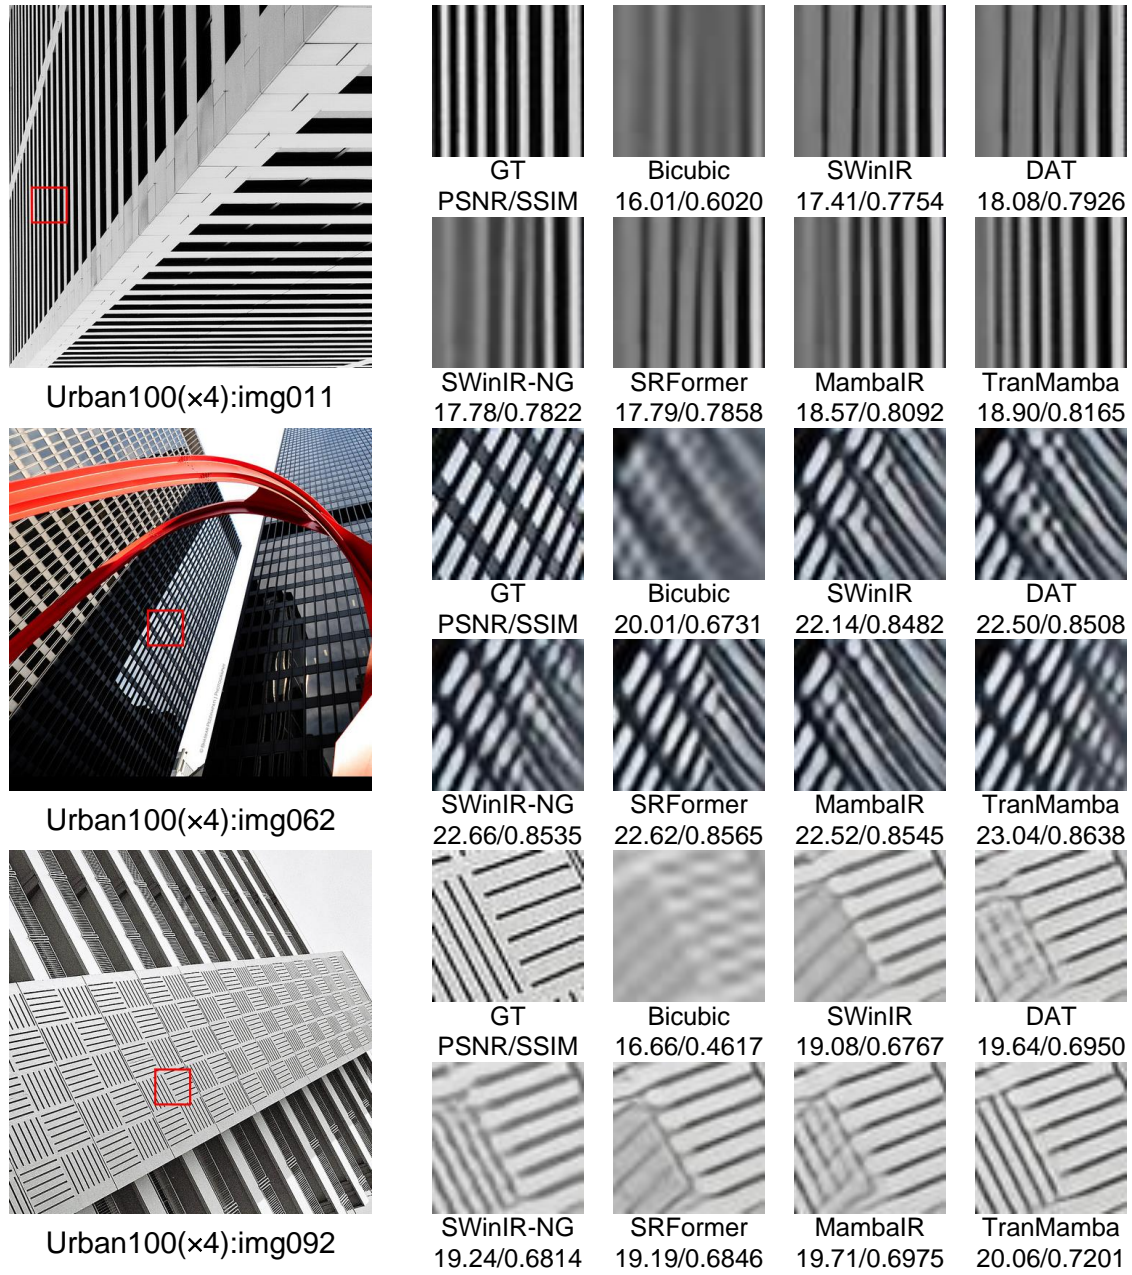 GT Bicubic SWinIR DAT
PSNR/SSIM 16.01/0.6020 17.41/0.7754 18.08/0.7926
SWinIR-NG SRFormer MambaIR TranMamba
17.78/0.7822 17.79/0.7858 18.57/0.8092 18.90/0.8165
Urban100(×4):img011
GT Bicubic SWinIR DAT
PSNR/SSIM 20.01/0.6731 22.14/0.8482 22.50/0.8508
SWinIR-NG SRFormer MambaIR TranMamba
22.66/0.8535 22.62/0.8565 22.52/0.8545 23.04/0.8638
Urban100(×4):img062
GT Bicubic SWinIR DAT
PSNR/SSIM 16.66/0.4617 19.08/0.6767 19.64/0.6950
SWinIR-NG SRFormer MambaIR TranMamba
19.24/0.6814 19.19/0.6846 19.71/0.6975 20.06/0.7201
Urban100(×4):img092